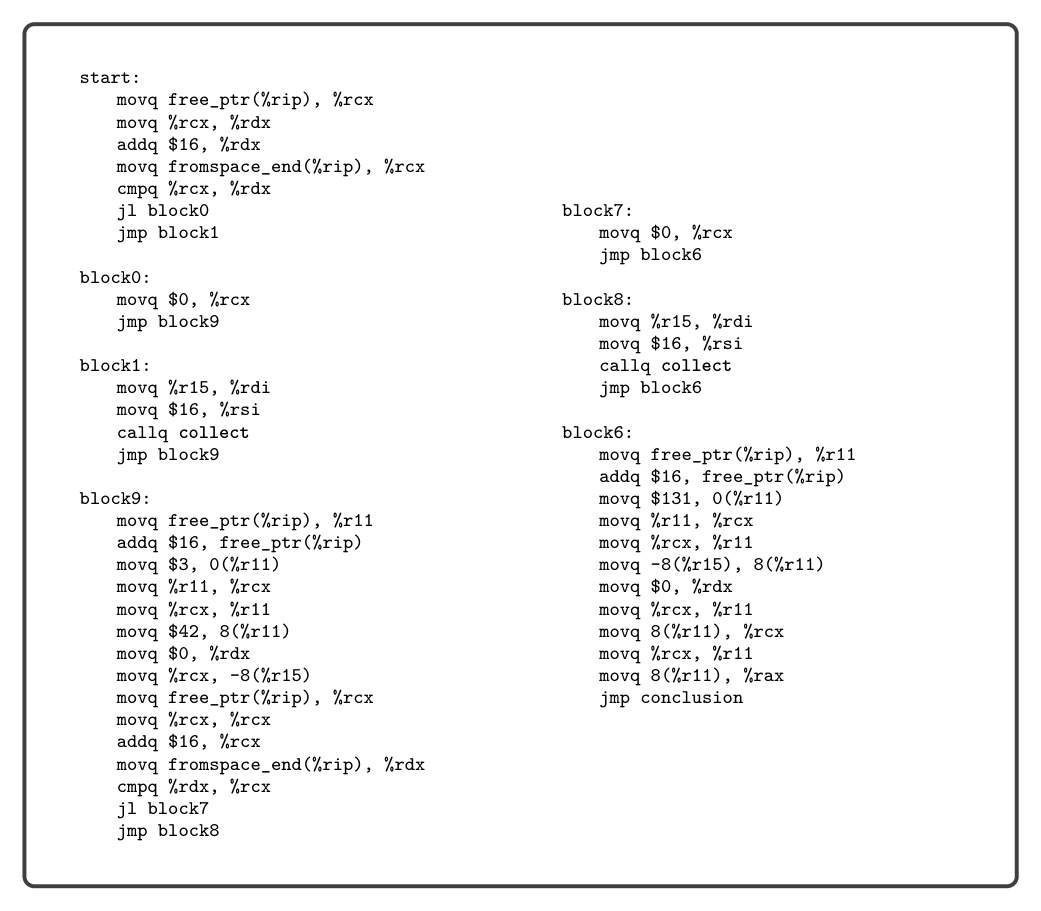 start:
    movq free_ptr(%rip), %rcx
    movq %rcx, %rdx
    addq $16, %rdx
    movq fromspace_end(%rip), %rcx
    cmpq %rcx, %rdx
    jl block0
    jmp block1

block0:
    movq $0, %rcx
    jmp block9

block1:
    movq %r15, %rdi
    movq $16, %rsi
    callq collect
    jmp block9

block9:
    movq free_ptr(%rip), %r11
    addq $16, free_ptr(%rip)
    movq $3, 0(%r11)
    movq %r11, %rcx
    movq %rcx, %r11
    movq $42, 8(%r11)
    movq $0, %rdx
    movq %rcx, -8(%r15)
    movq free_ptr(%rip), %rcx
    movq %rcx, %rcx
    addq $16, %rcx
    movq fromspace_end(%rip), %rdx
    cmpq %rdx, %rcx
    jl block7
    jmp block8

block7:
    movq $0, %rcx
    jmp block6

block8:
    movq %r15, %rdi
    movq $16, %rsi
    callq collect
    jmp block6

block6:
    movq free_ptr(%rip), %r11
    addq $16, free_ptr(%rip)
    movq $131, 0(%r11)
    movq %r11, %rcx
    movq %rcx, %r11
    movq -8(%r15), 8(%r11)
    movq $0, %rdx
    movq %rcx, %r11
    movq 8(%r11), %rcx
    movq %rcx, %r11
    movq 8(%r11), %rax
    jmp conclusion